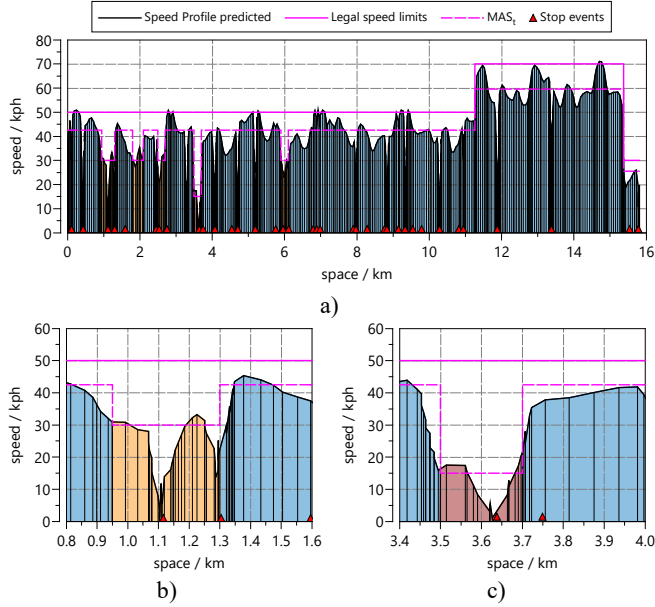 Speed Profile predicted Legal speed limits MASt Stop events
80
70
60
50
40
30
20
10
0
speed / kph
0 2 4 6 8 10 12 14 16
space / km
a)
60
50
40
30
20
10
0
speed / kph
0.8 0.9 1.0 1.1 1.2 1.3 1.4 1.5 1.6
space / km
b)
60
50
40
30
20
10
0
speed / kph
3.4 3.5 3.6 3.7 3.8 3.9 4.0
space / km
c)